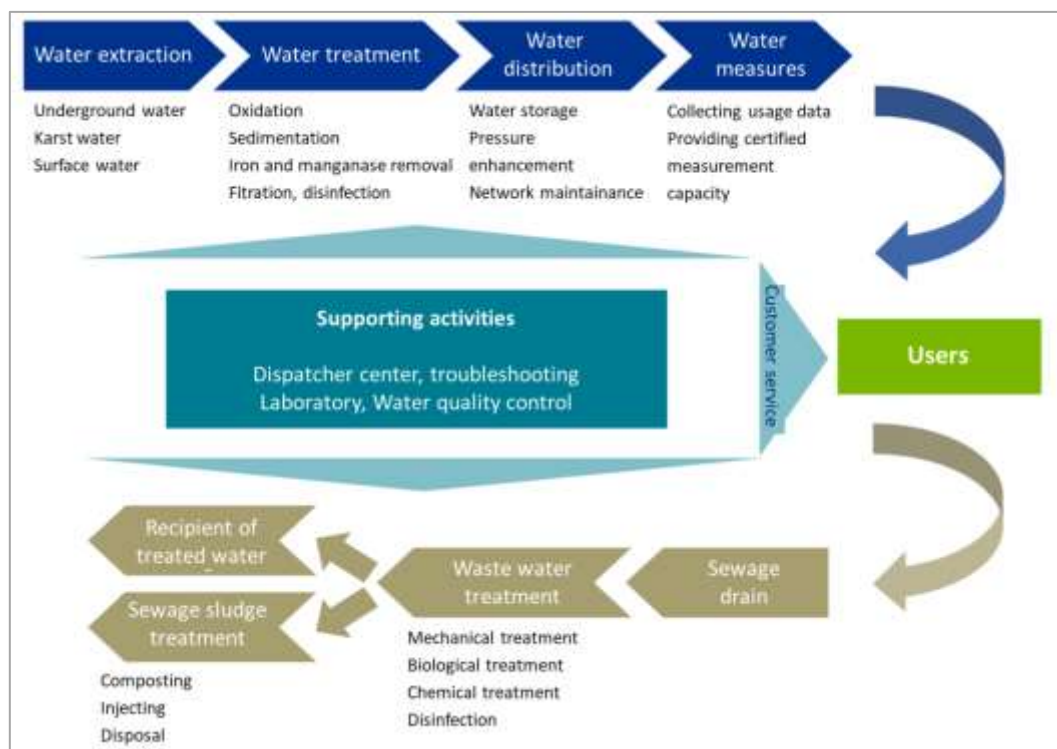 Water extraction
Water treatment
Water
distribution
Water
measures
Underground water
Karst water
Surface water
Oxidation
Sedimentation
Iron and manganase removal
Fitration, disinfection
Water storage
Pressure
enhancement
Network maintainance
Collecting usage data
Providing certified
measurement
capacity
Supporting activities
Dispatcher center, troubleshooting
Laboratory, Water quality control
Customer service
Users
Recipient of
treated water
Sewage sludge
treatment
Waste water
treatment
Sewage
drain
Composting
Injecting
Disposal
Mechanical treatment
Biological treatment
Chemical treatment
Disinfection